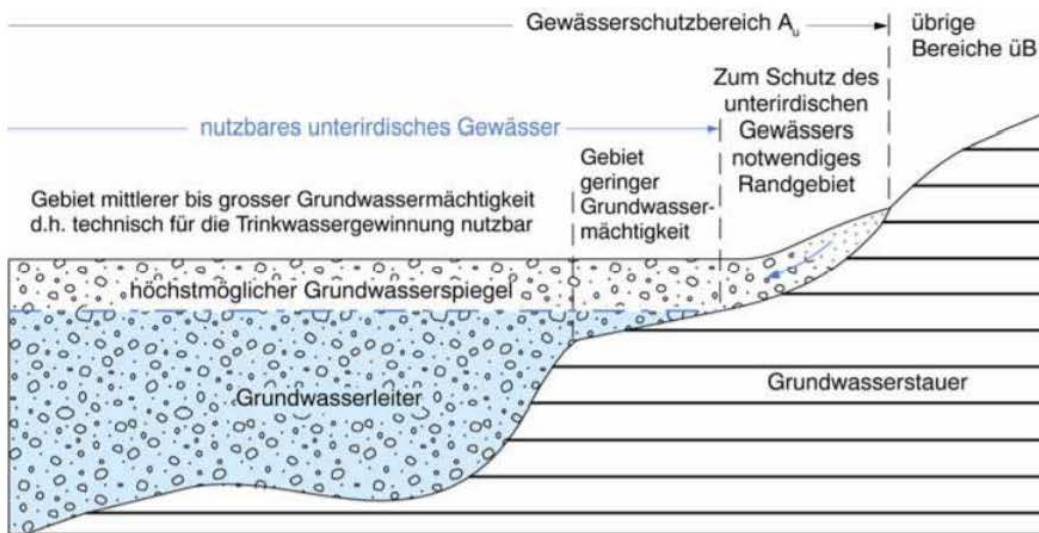 Gewässerschutzbereich Au
übrige
Bereiche üB
Zum Schutz des
unterirdischen
Gewässers
notwendiges
Randgebiet
nutzbares unterirdisches Gewässer
Gebiet
geringer
Grundwasser-
mächtigkeit
Gebiet mittlerer bis grosser Grundwassermächtigkeit
d.h. technisch für die Trinkwassergewinnung nutzbar
höchstmöglicher Grundwasserspiegel
Grundwasserleiter
Grundwasserstauer